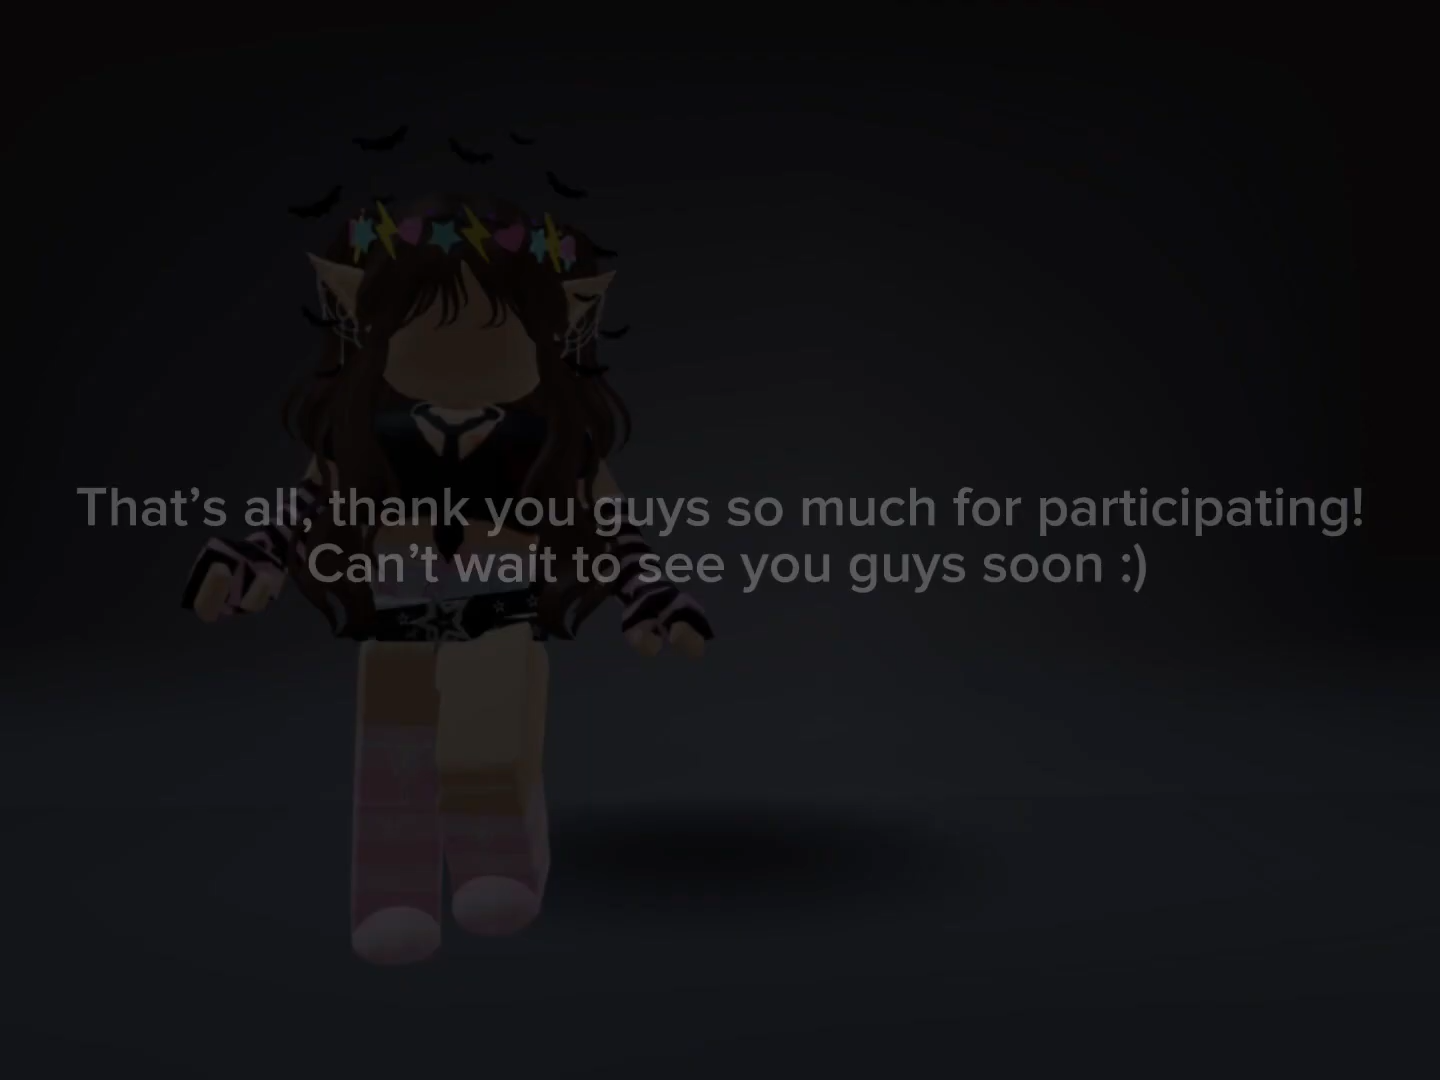 That’s all, thank you guys so much for participating!
Can’t wait to see you guys soon :)